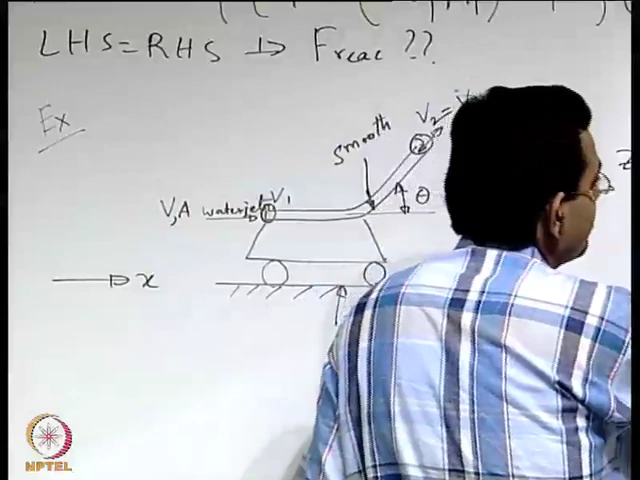 LHS=RHS → Freac ??
Ex
V2=
smooth
V,A waterjet V1
θ
x
NPTEL